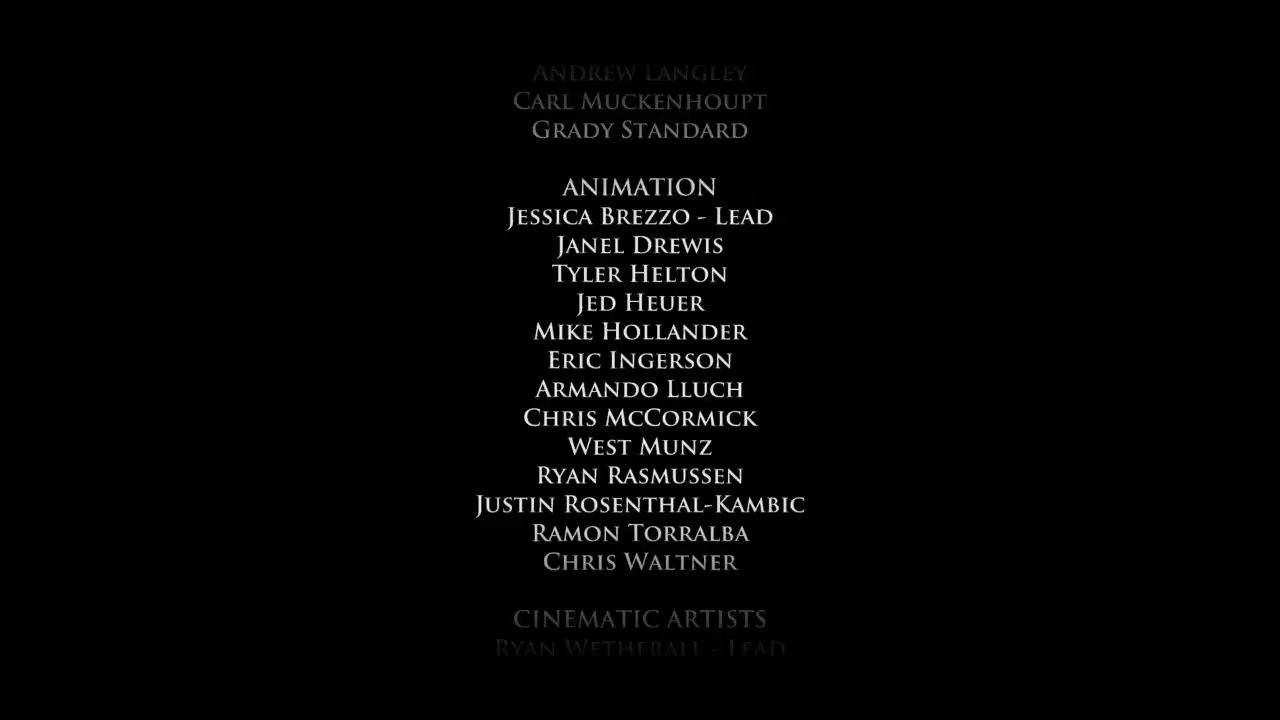 Andrew Langley
Carl Muckenhoupt
Grady Standard
ANIMATION
Jessica Brezzo - Lead
Janel Drewis
Tyler Helton
Jed Heuer
Mike Hollander
Eric Ingerson
Armando Lluch
Chris McCormick
West Munz
Ryan Rasmussen
Justin Rosenthal-Kambic
Ramon Torralba
Chris Waltner
CINEMATIC ARTISTS
Ryan Wetherall - Lead